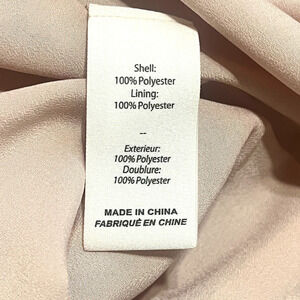 Shell:
100% Polyester
Lining:
100% Polyester
--
Exterieur:
100% Polyester
Doublure:
100% Polyester
MADE IN CHINA
FABRIQUÉ EN CHINE